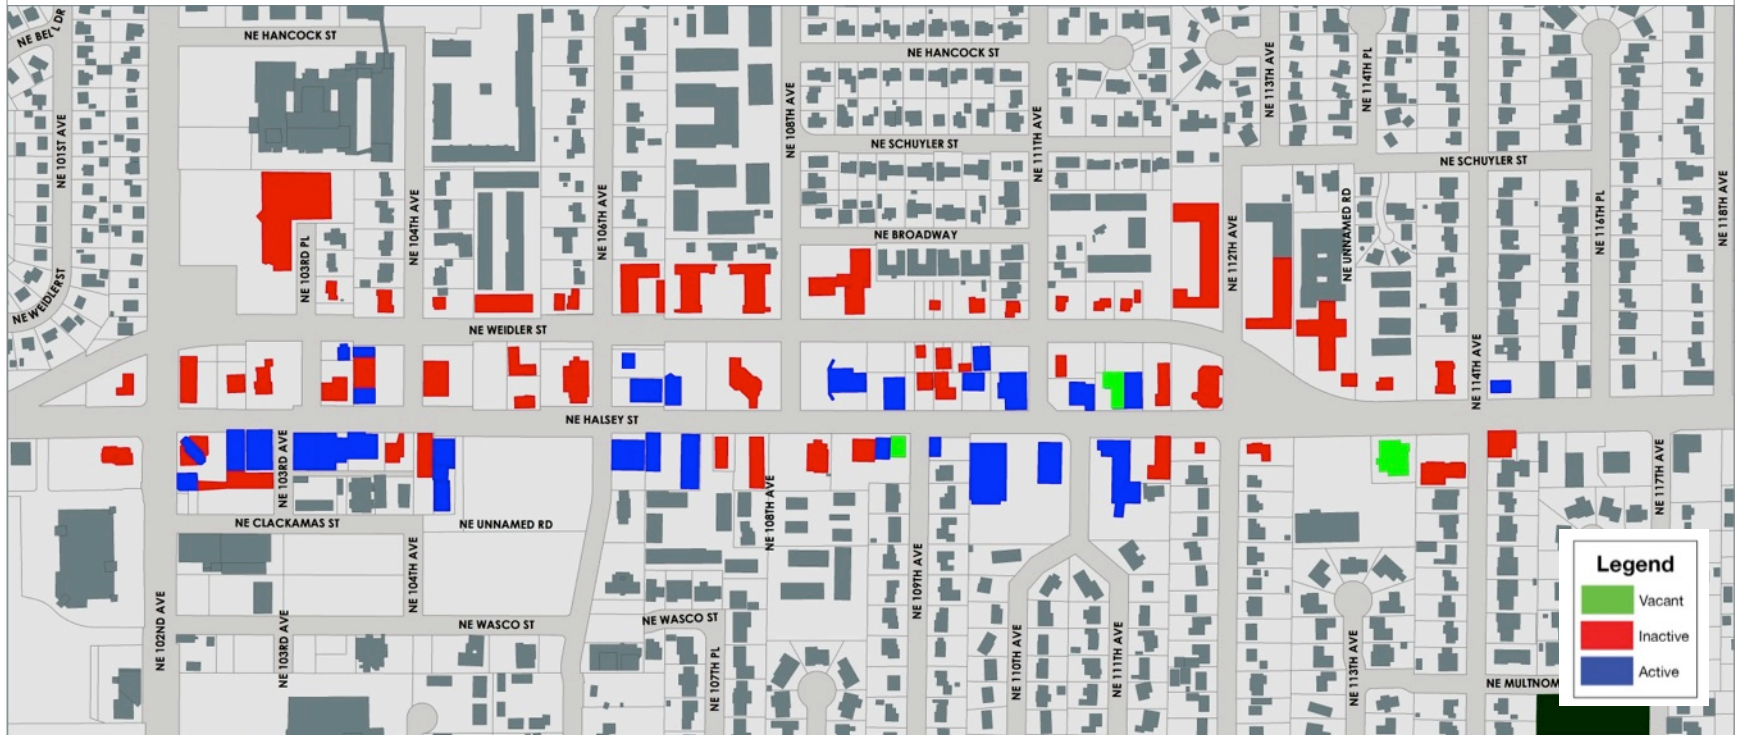 NE BELL DR
NE HANCOCK ST
NE HANCOCK ST
NE 101ST AVE
NE 108TH AVE
NE 111TH AVE
NE 113TH AVE
NE 114TH PL
NE SCHUYLER ST
NE SCHUYLER ST
NE 104TH AVE
NE 106TH AVE
NE 103RD PL
NE BROADWAY
NE 112TH AVE
NE UNNAMED RD
NE 116TH PL
NE 118TH AVE
NE WEIDLER ST
NE WEIDLER ST
NE 114TH AVE
NE HALSEY ST
NE 103RD AVE
NE 108TH AVE
NE 117TH AVE
NE CLACKAMAS ST
NE UNNAMED RD
NE 104TH AVE
NE 109TH AVE
NE 102ND AVE
NE 103RD AVE
NE WASCO ST
NE WASCO ST
NE 107TH PL
NE 110TH AVE
NE 111TH AVE
NE 113TH AVE
NE MULTNOM
Legend
Vacant
Inactive
Active